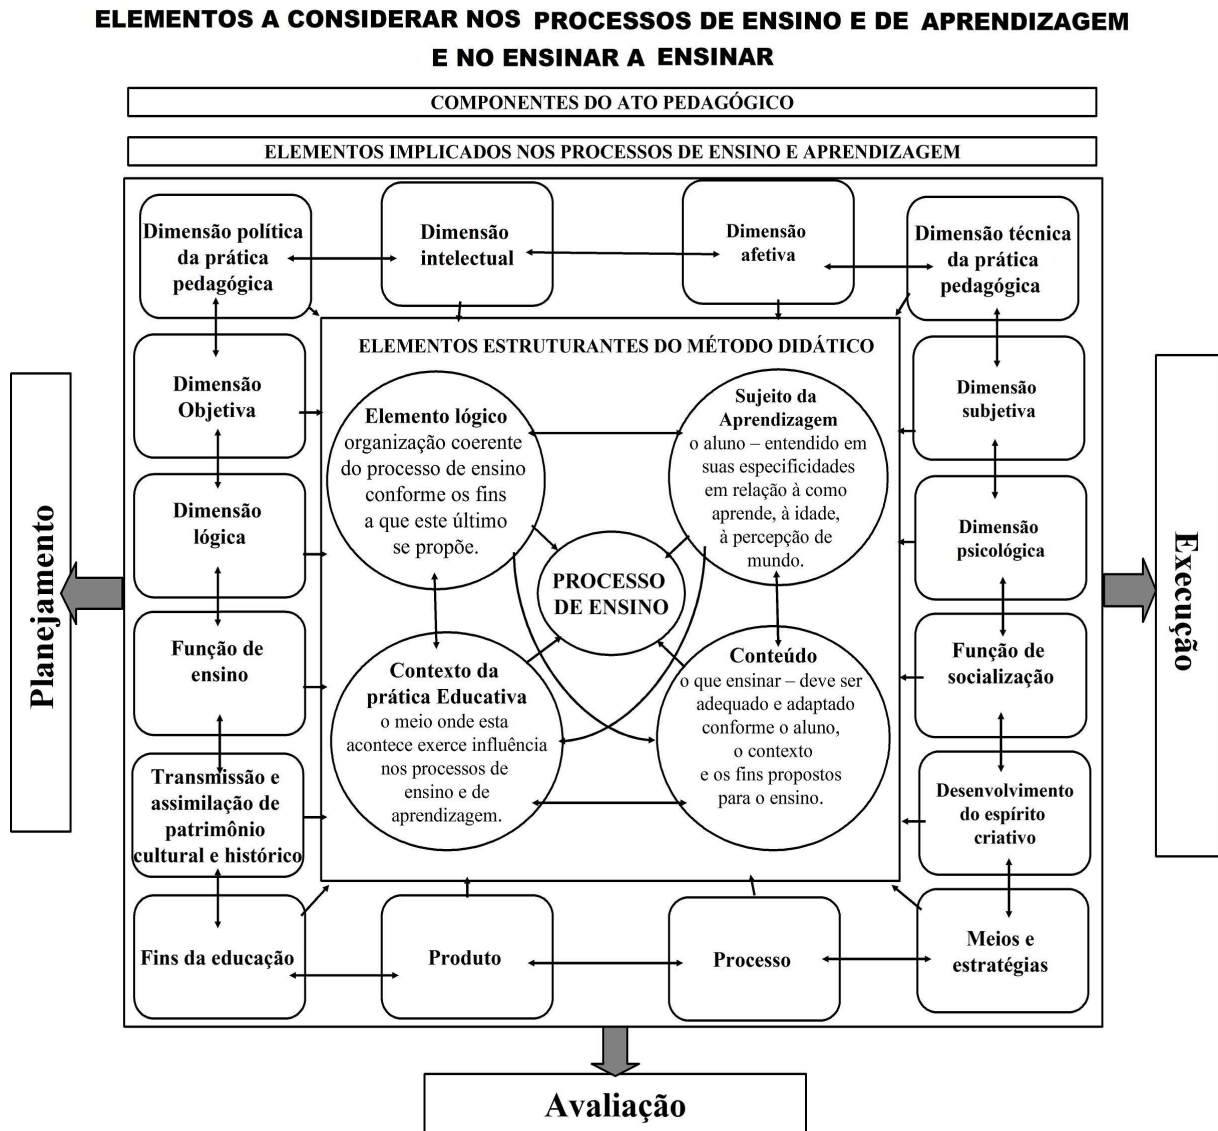 ELEMENTOS A CONSIDERAR NOS PROCESSOS DE ENSINO E DE APRENDIZAGEM
E NO ENSINAR A ENSINAR
COMPONENTES DO ATO PEDAGÓGICO
ELEMENTOS IMPLICADOS NOS PROCESSOS DE ENSINO E APRENDIZAGEM
Dimensão política
da prática
pedagógica
Dimensão
intelectual
Dimensão
afetiva
Dimensão técnica
da prática
pedagógica
Dimensão
Objetiva
Dimensão
lógica
Função de
ensino
Transmissão e
assimilação de
patrimônio
cultural e histórico
Fins da educação
ELEMENTOS ESTRUTURANTES DO MÉTODO DIDÁTICO
Elemento lógico
organização coerente
do processo de ensino
conforme os fins
a que este último
se propõe.
Sujeito da
Aprendizagem
o aluno – entendido em
suas especificidades
em relação à como
aprende, à idade,
à percepção de
mundo.
PROCESSO
DE ENSINO
Contexto da
prática Educativa
o meio onde esta
acontece exerce influência
nos processos de
ensino e de
aprendizagem.
Conteúdo
o que ensinar – deve ser
adequado e adaptado
conforme o aluno,
o contexto
e os fins propostos
para o ensino.
Dimensão
subjetiva
Dimensão
psicológica
Função de
socialização
Desenvolvimento
do espírito
criativo
Meios e
estratégias
Produto
Processo
Planejamento
Execução
Avaliação